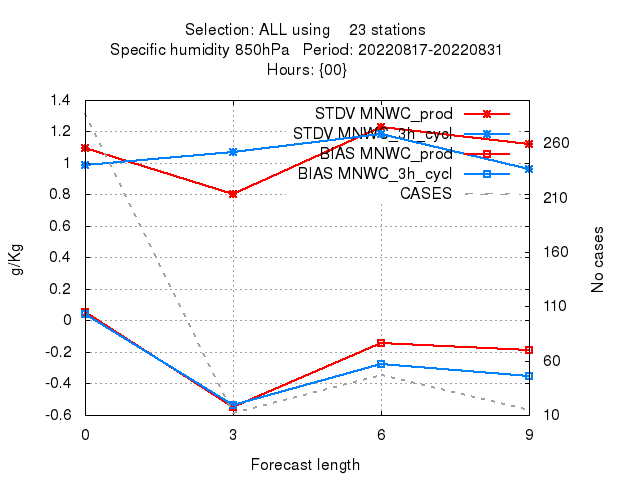 Selection: ALL using 23 stations
Specific humidity 850hPa Period: 20220817-20220831
Hours: {00}
1.4
1.2
1
0.8
0.6
0.4
0.2
0
-0.2
-0.4
-0.6
g/Kg
STDV MNWC_prod
STDV MNWC_3h_cycl
BIAS MNWC_prod
BIAS MNWC_3h_cycl
CASES
260
210
160
110
60
10
No cases
0 3 6 9
Forecast length